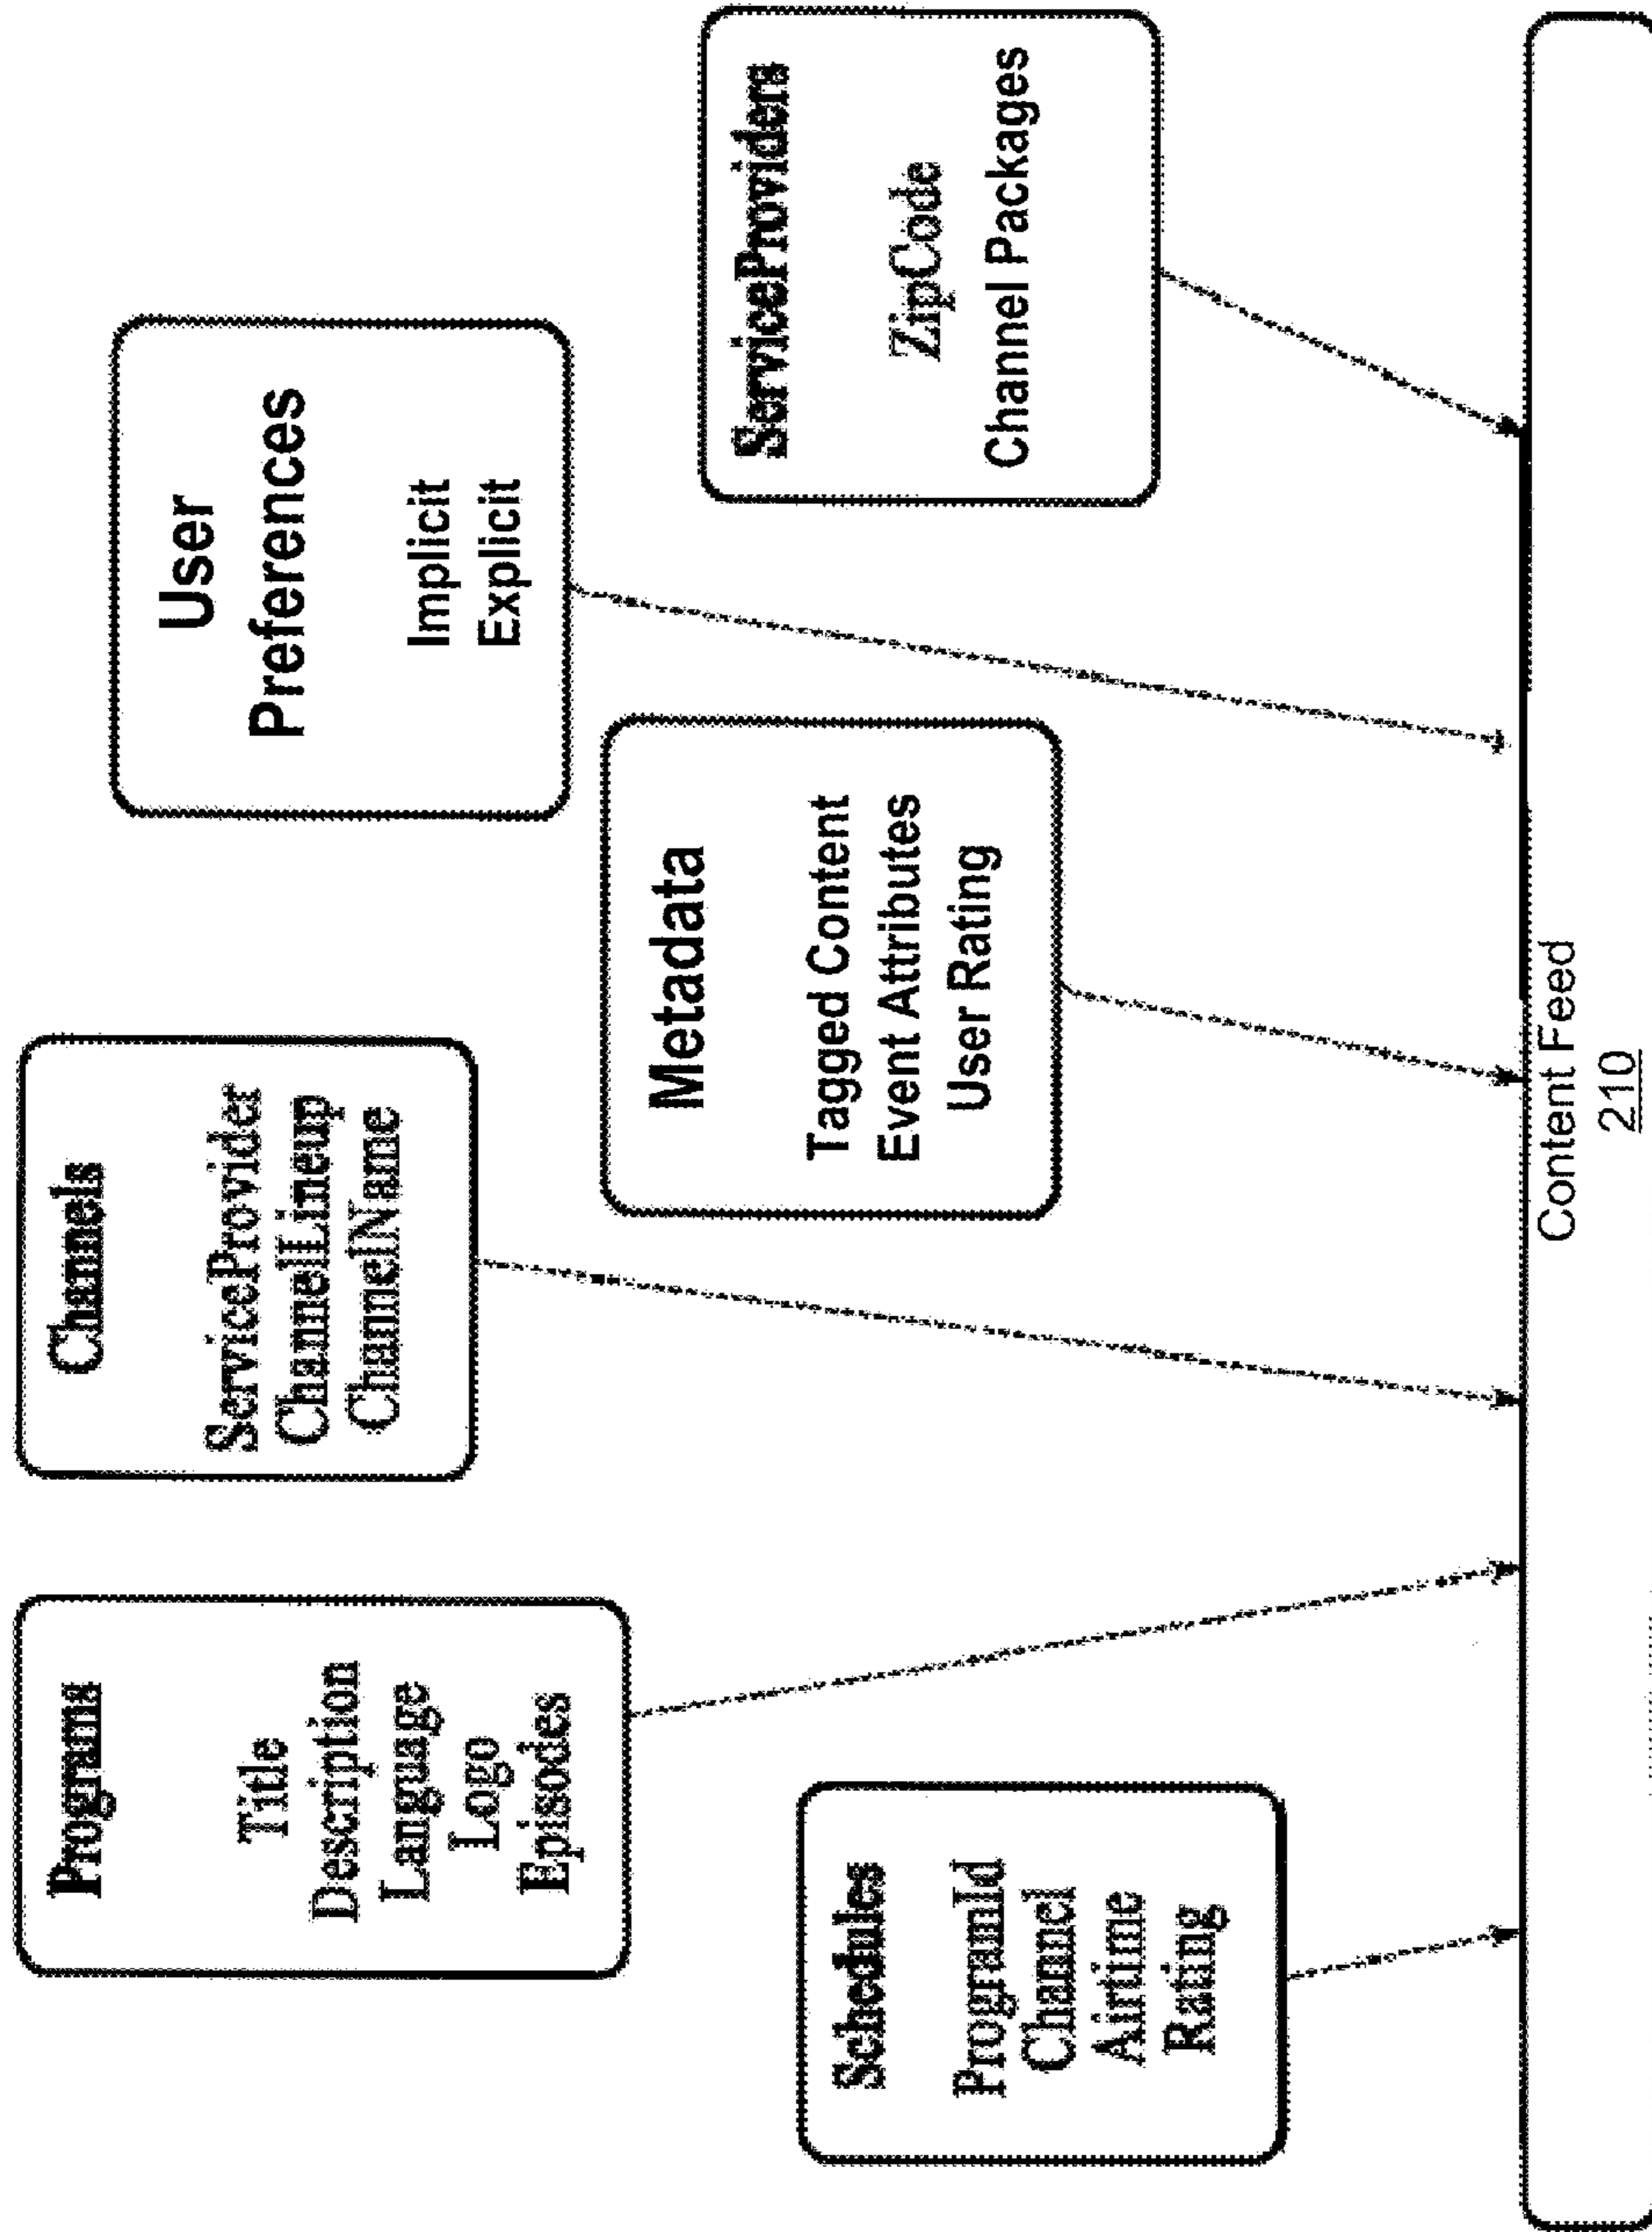 Programs
Title
Description
Language
Logo
Episodes
Channels
ServiceProvider
ChannelLineup
ChannelName
User
Preferences
Implicit
Explicit
Schedules
ProgramId
Channel
Airtime
Rating
Metadata
Tagged Content
Event Attributes
User Rating
ServiceProviders
ZipCode
Channel Packages
Content Feed
210